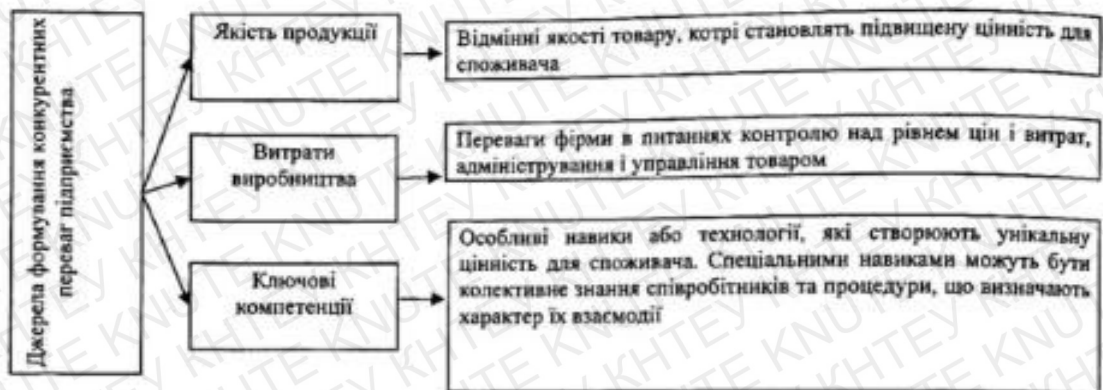 Джерела формування конкурентних
переваг підприємства
Якість продукції
Відмінні якості товару, котрі становлять підвищену цінність для
споживача
Витрати
виробництва
Переваги фірми в питаннях контролю над рівнем цін і витрат,
адміністрування і управління товаром
Ключові
компетенції
Особливі навики або технології, які створюють унікальну
цінність для споживача. Спеціальними навиками можуть бути
колективне знання співробітників та процедури, що визначають
характер їх взаємодії